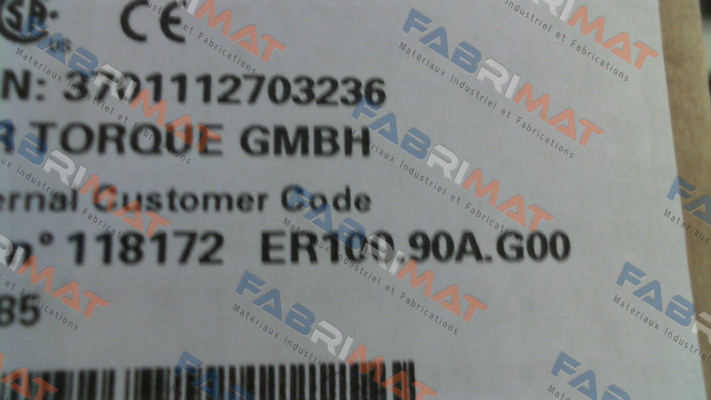 CE
N: 3701112703236
R TORQUE GMBH
ernal Customer Code
n° 118172 ER100.90A.G00
85
FABRIMAT
Materiaux Industriel et Fabrications